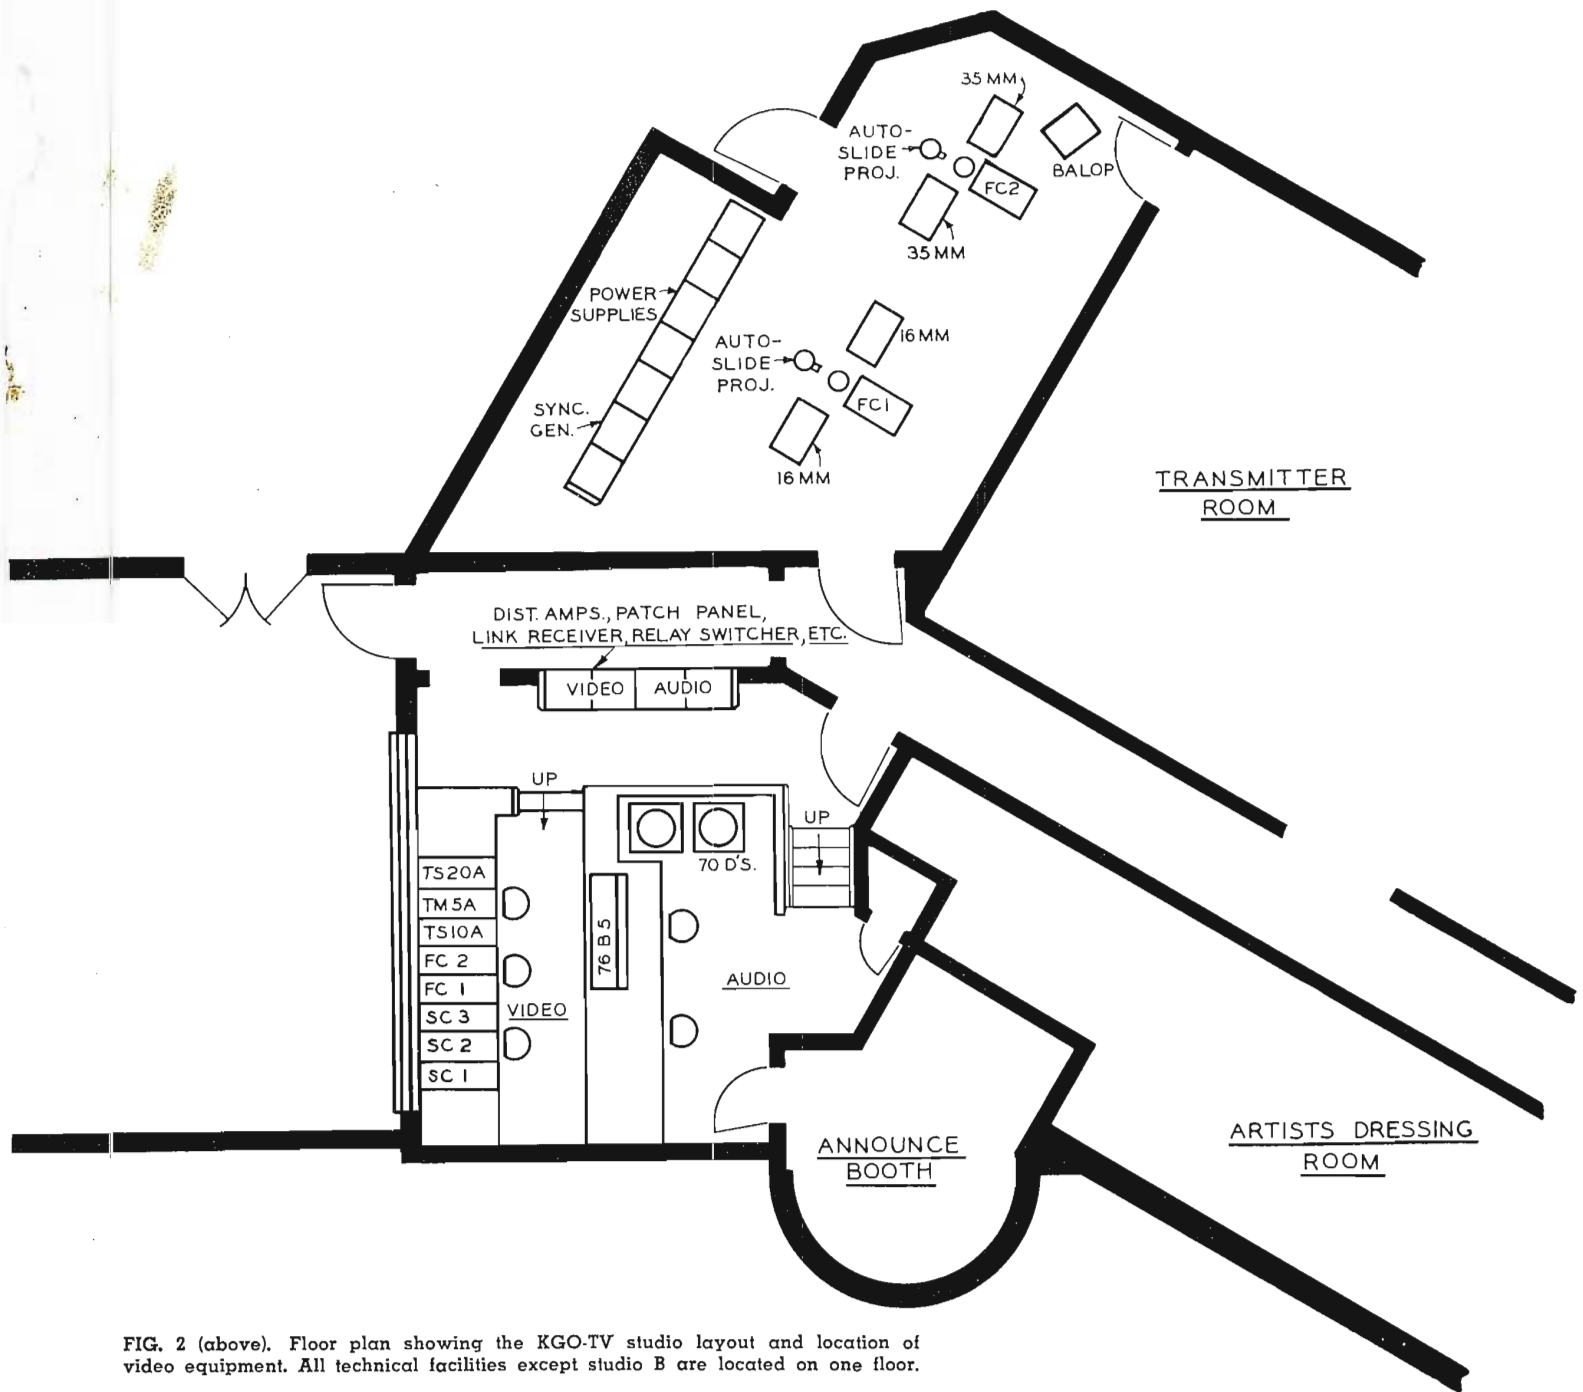 35 MM
AUTO-
SLIDE
PROJ.
BALOP
FC2
35 MM
POWER
SUPPLIES
16 MM
AUTO-
SLIDE
PROJ.
FC1
SYNC.
GEN.
16 MM
TRANSMITTER
ROOM
DIST. AMPS., PATCH PANEL,
LINK RECEIVER, RELAY SWITCHER, ETC.
VIDEO
AUDIO
UP
UP
70 D'S.
TS20A
TM5A
TS10A
FC 2
FC 1
SC 3
SC 2
SC 1
VIDEO
76 B 5
AUDIO
ANNOUNCE
BOOTH
ARTISTS DRESSING
ROOM
FIG. 2 (above). Floor plan showing the KGO-TV studio layout and location of
video equipment. All technical facilities except studio B are located on one floor.